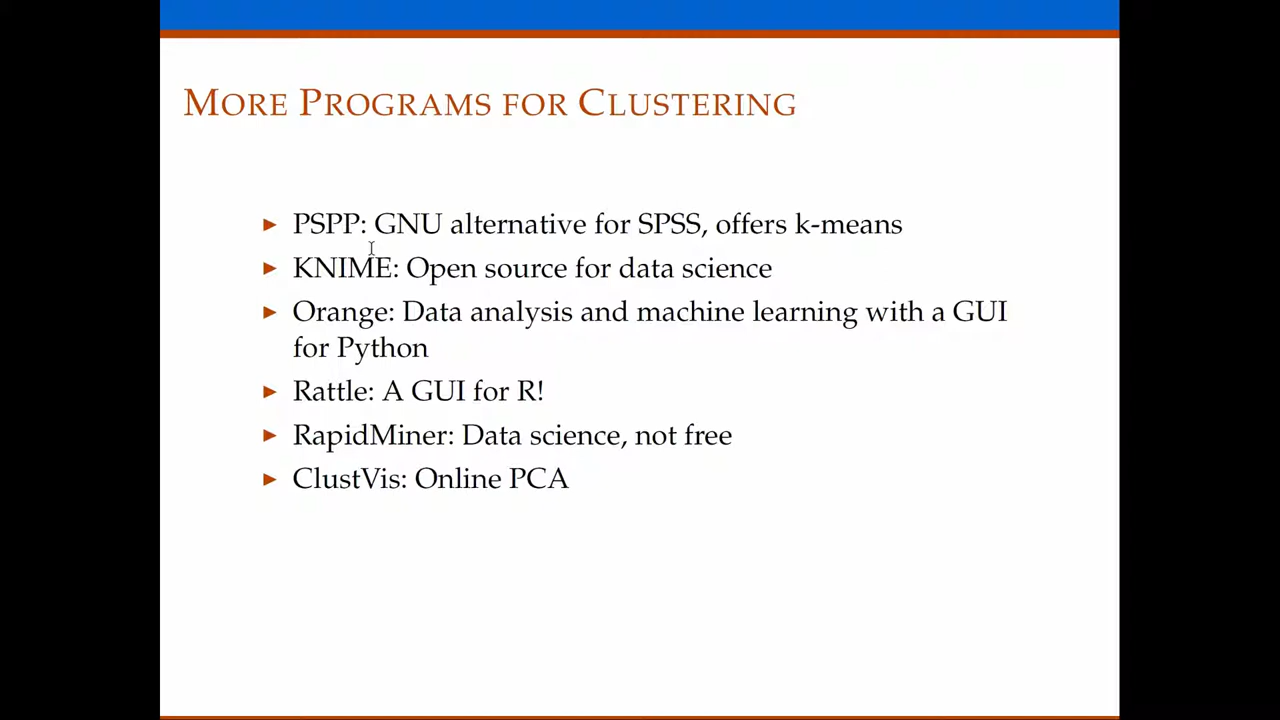 MORE PROGRAMS FOR CLUSTERING
PSPP: GNU alternative for SPSS, offers k-means
KNIME: Open source for data science
Orange: Data analysis and machine learning with a GUI
for Python
Rattle: A GUI for R!
RapidMiner: Data science, not free
ClustVis: Online PCA